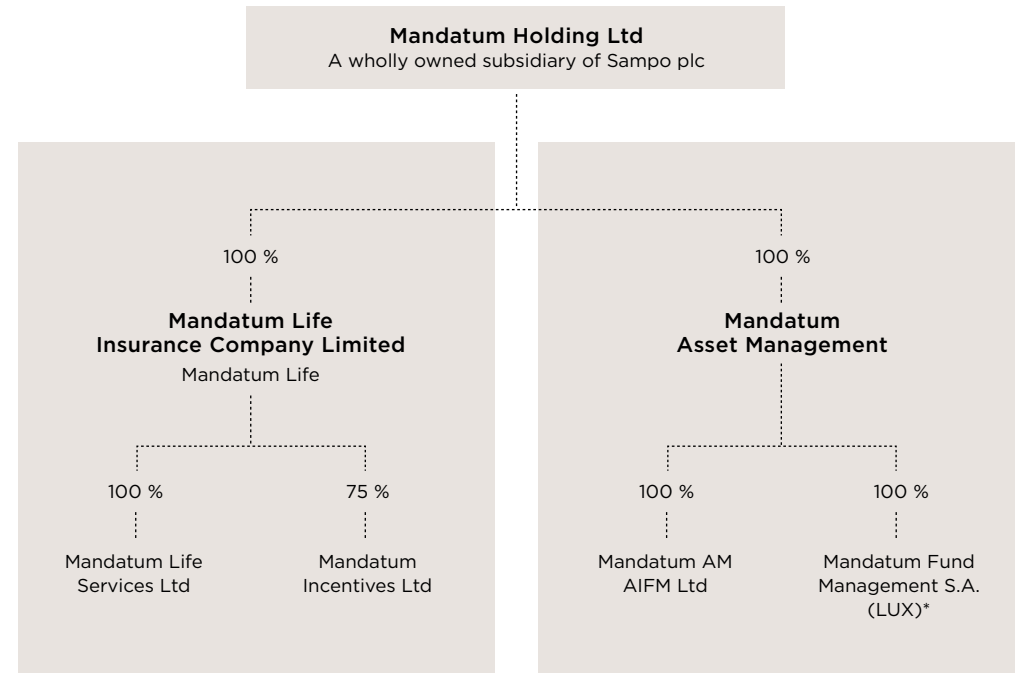 Mandatum Holding Ltd
A wholly owned subsidiary of Sampo plc
100 %
100 %
Mandatum Life
Insurance Company Limited
Mandatum Life
Mandatum
Asset Management
100 %
75 %
100 %
100 %
Mandatum Life
Services Ltd
Mandatum
Incentives Ltd
Mandatum AM
AIFM Ltd
Mandatum Fund
Management S.A.
(LUX)*